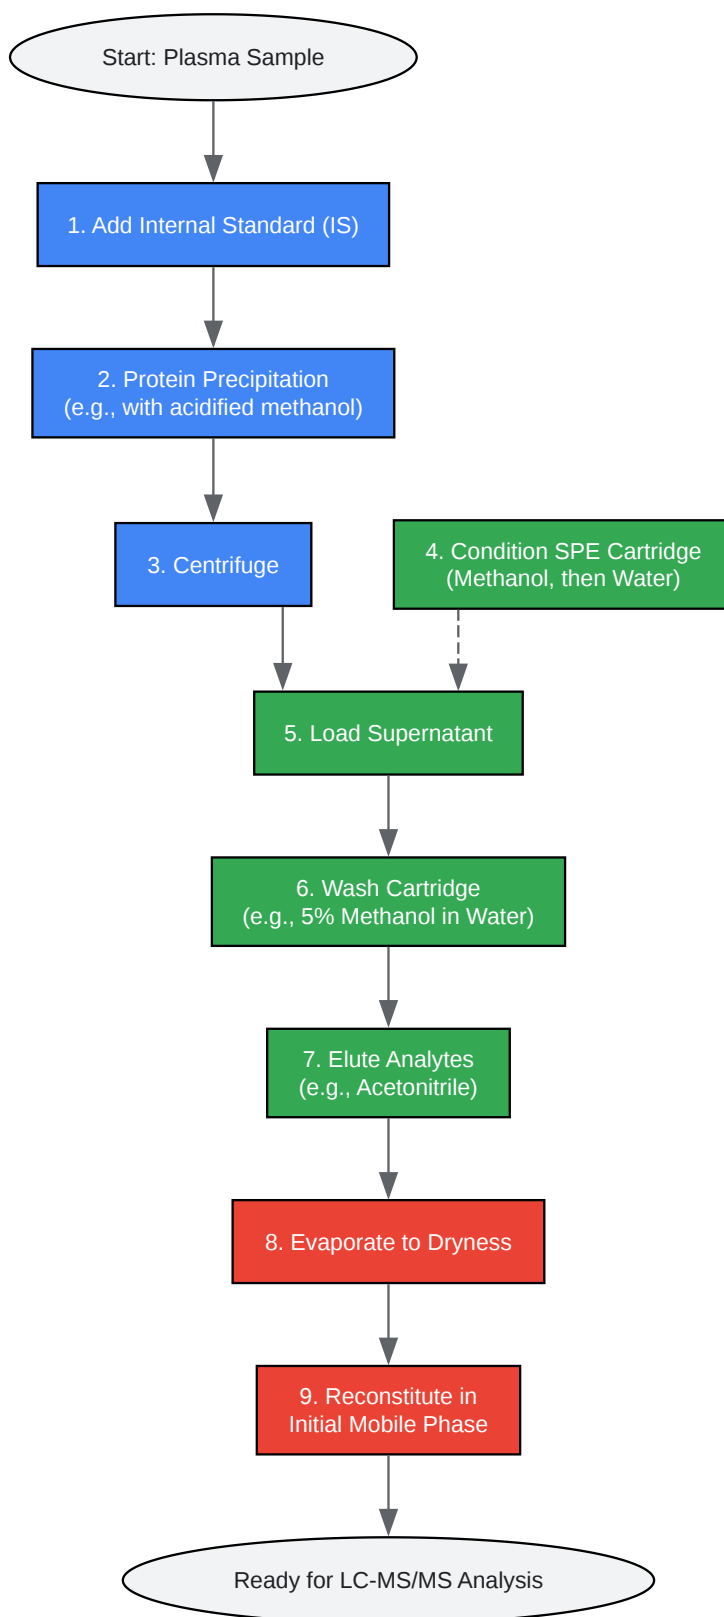 Start: Plasma Sample
1. Add Internal Standard (IS)
2. Protein Precipitation
(e.g., with acidified methanol)
3. Centrifuge
4. Condition SPE Cartridge
(Methanol, then Water)
5. Load Supernatant
6. Wash Cartridge
(e.g., 5% Methanol in Water)
7. Elute Analytes
(e.g., Acetonitrile)
8. Evaporate to Dryness
9. Reconstitute in
Initial Mobile Phase
Ready for LC-MS/MS Analysis